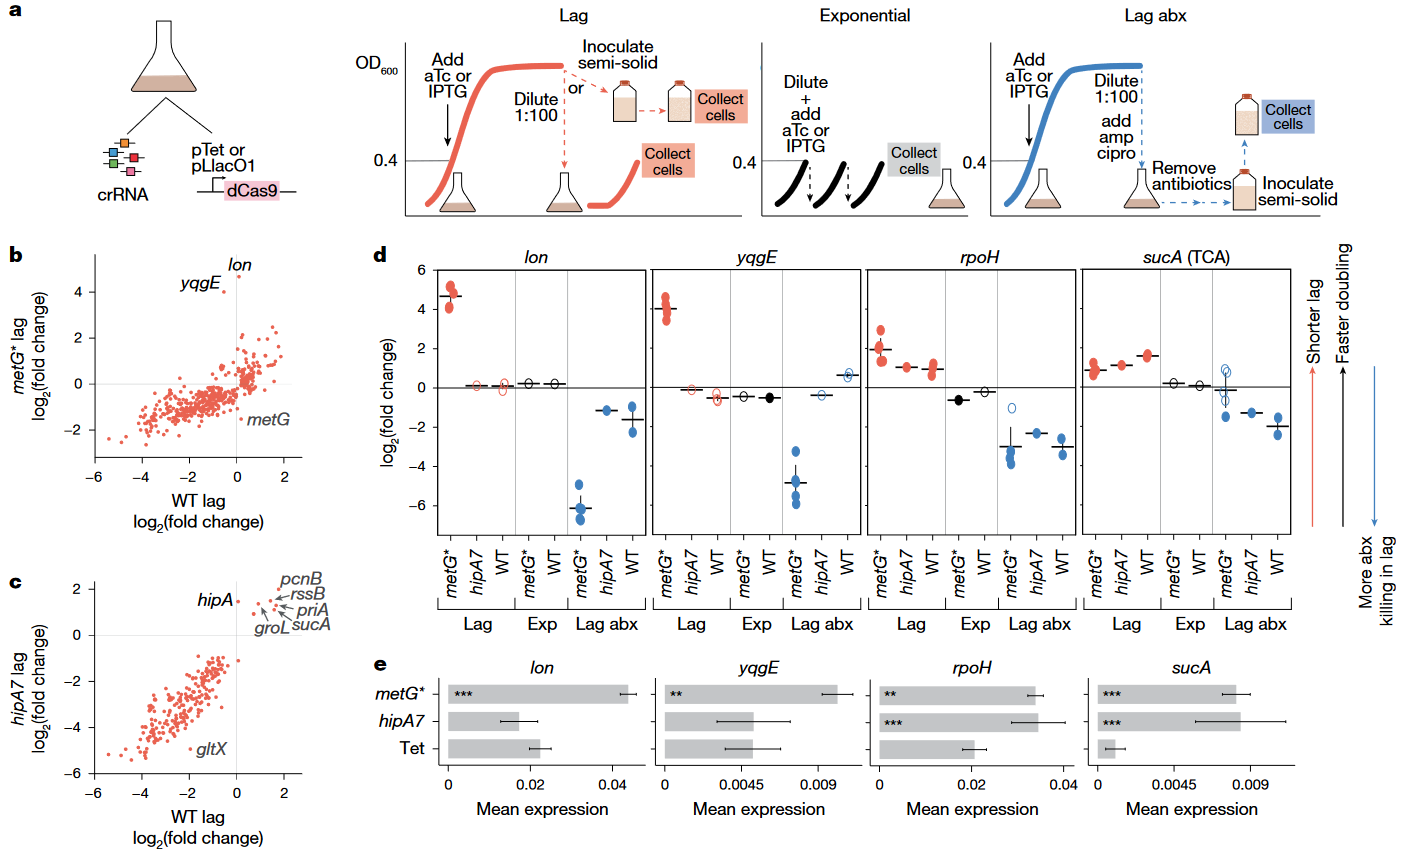 a
crRNA
pTet or
pLlacO1
dCas9
Lag
OD600
0.4
Add
aTc or
IPTG
Dilute
1:100
or
Inoculate
semi-solid
Collect
cells
Collect
cells
Exponential
0.4
Dilute
+
add
aTc or
IPTG
Collect
cells
Lag abx
0.4
Add
aTc or
IPTG
Dilute
1:100
add
amp
cipro
Remove
antibiotics
Inoculate
semi-solid
Collect
cells
b
metG* lag
log2(fold change)
4
2
0
−2
lon
yqgE
metG
−6 −4 −2 0 2
WT lag
log2(fold change)
c
hipA7 lag
log2(fold change)
2
0
−2
−4
−6
hipA
pcnB
rssB
priA
sucA
groL
gltX
−6 −4 −2 0 2
WT lag
log2(fold change)
d
lon yqgE rpoH sucA (TCA)
log2(fold change)
6
4
2
0
−2
−4
−6
metG* hipA7 WT metG* WT metG* hipA7 WT
metG* hipA7 WT metG* WT metG* hipA7 WT
metG* hipA7 WT metG* WT metG* hipA7 WT
metG* hipA7 WT metG* WT metG* hipA7 WT
Lag Exp Lag abx
Lag Exp Lag abx
Lag Exp Lag abx
Lag Exp Lag abx
Shorter lag
Faster doubling
More abx
killing in lag
e
lon yqgE rpoH sucA
metG* *** ** ** ***
hipA7 *** ***
Tet
0 0.02 0.04
0 0.0045 0.009
0 0.02 0.04
0 0.0045 0.009
Mean expression Mean expression Mean expression Mean expression